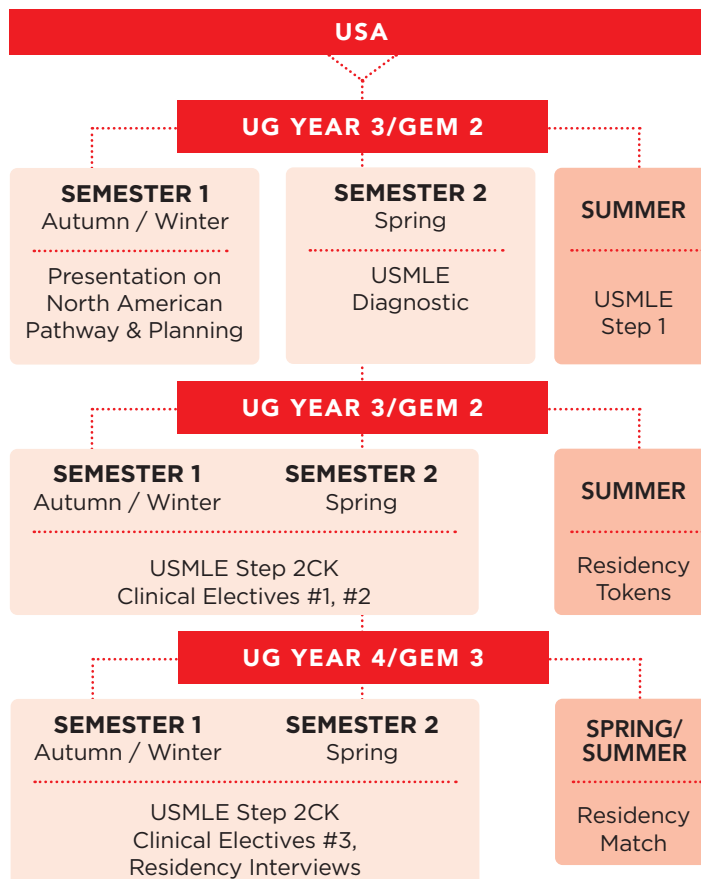 USA
UG YEAR 3/GEM 2
SEMESTER 1
Autumn / Winter
Presentation on
North American
Pathway & Planning
SEMESTER 2
Spring
USMLE
Diagnostic
SUMMER
USMLE
Step 1
UG YEAR 3/GEM 2
SEMESTER 1
Autumn / Winter
SEMESTER 2
Spring
USMLE Step 2CK
Clinical Electives #1, #2
SUMMER
Residency
Tokens
UG YEAR 4/GEM 3
SEMESTER 1
Autumn / Winter
SEMESTER 2
Spring
USMLE Step 2CK
Clinical Electives #3,
Residency Interviews
SPRING/
SUMMER
Residency
Match